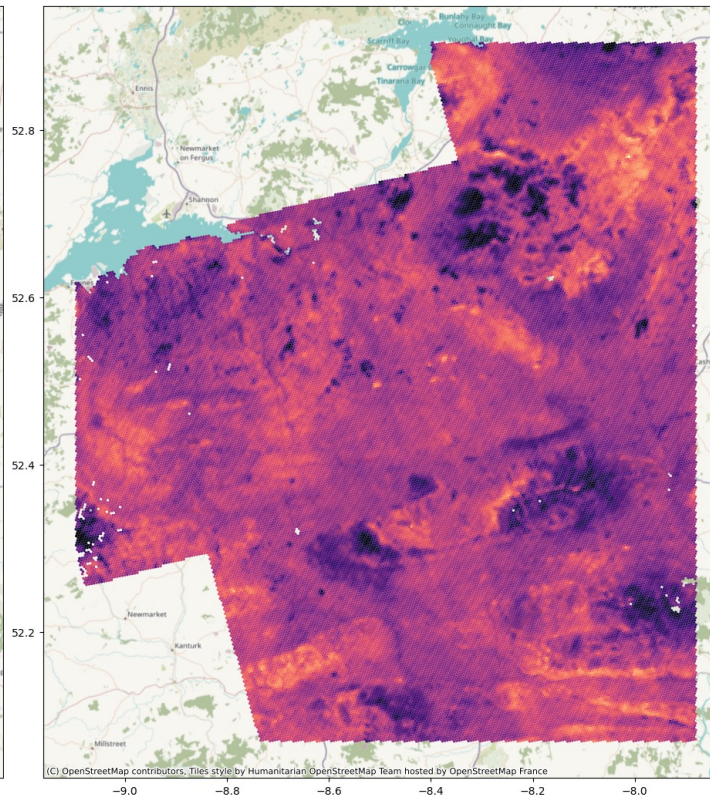 Clo
Bunlahy Bay
Connaught Bay
Scarriff Bay
Youghal Bay
Carrowgar
Tinarana Bay
Ennis
52.8
Newmarket
on Fergus
Shannon
52.6
ash
52.4
Newmarket
52.2
Kanturk
Millstreet
(C) OpenStreetMap contributors, Tiles style by Humanitarian OpenStreetMap Team hosted by OpenStreetMap France
−9.0 −8.8 −8.6 −8.4 −8.2 −8.0